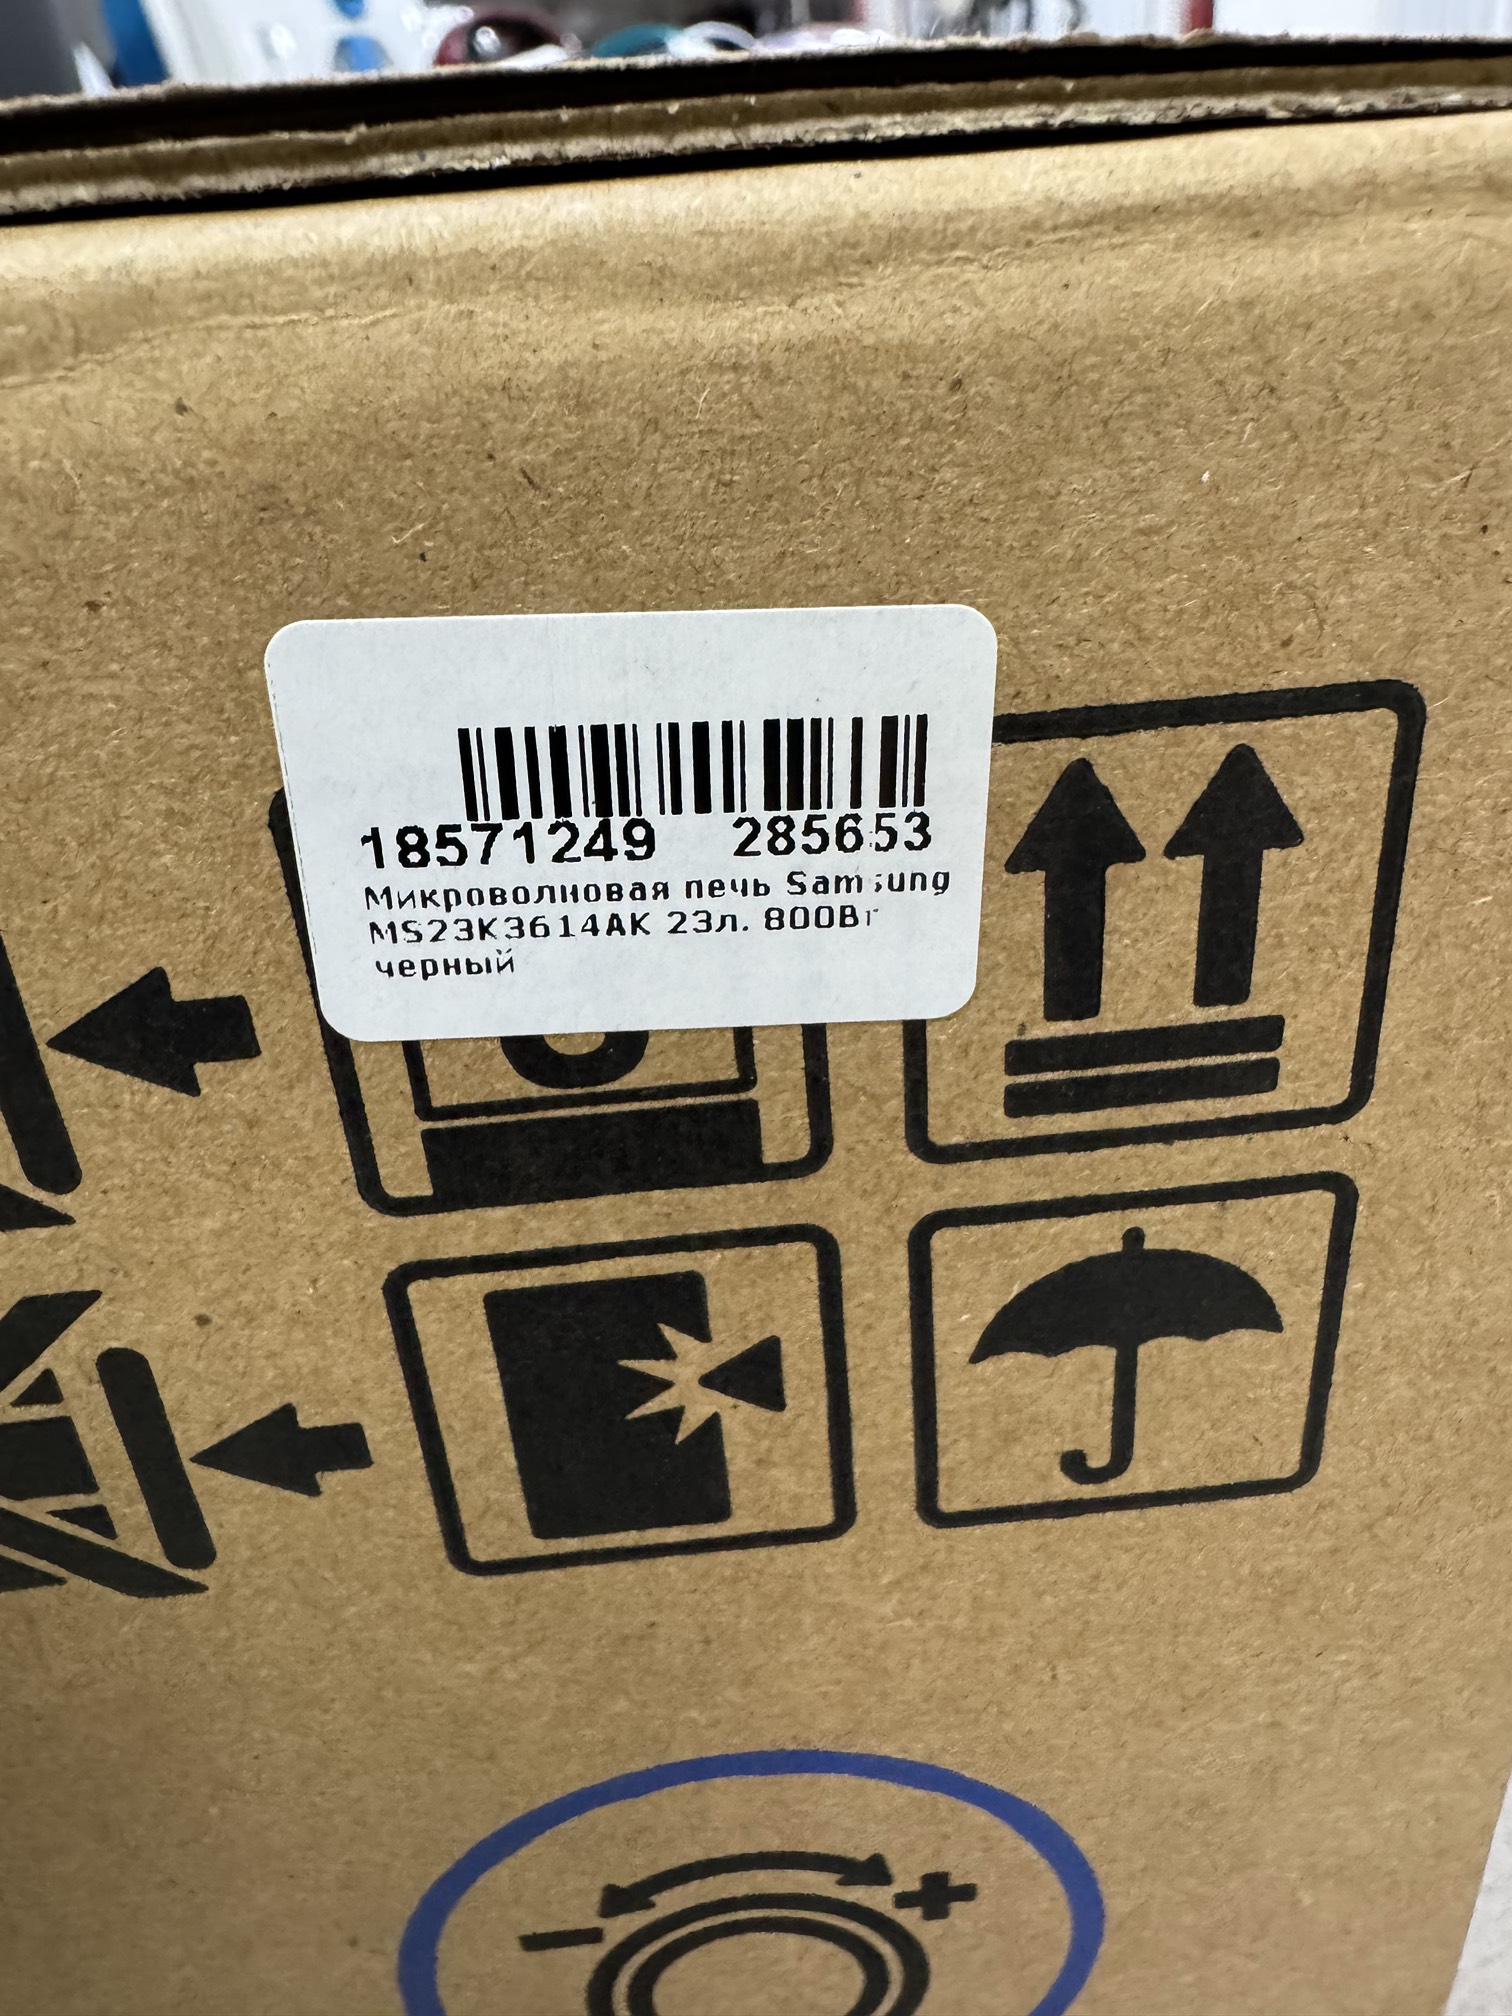 18571249 285653
Микроволновая печь Samsung
MS23K3614AK 23л. 800Вт
черный